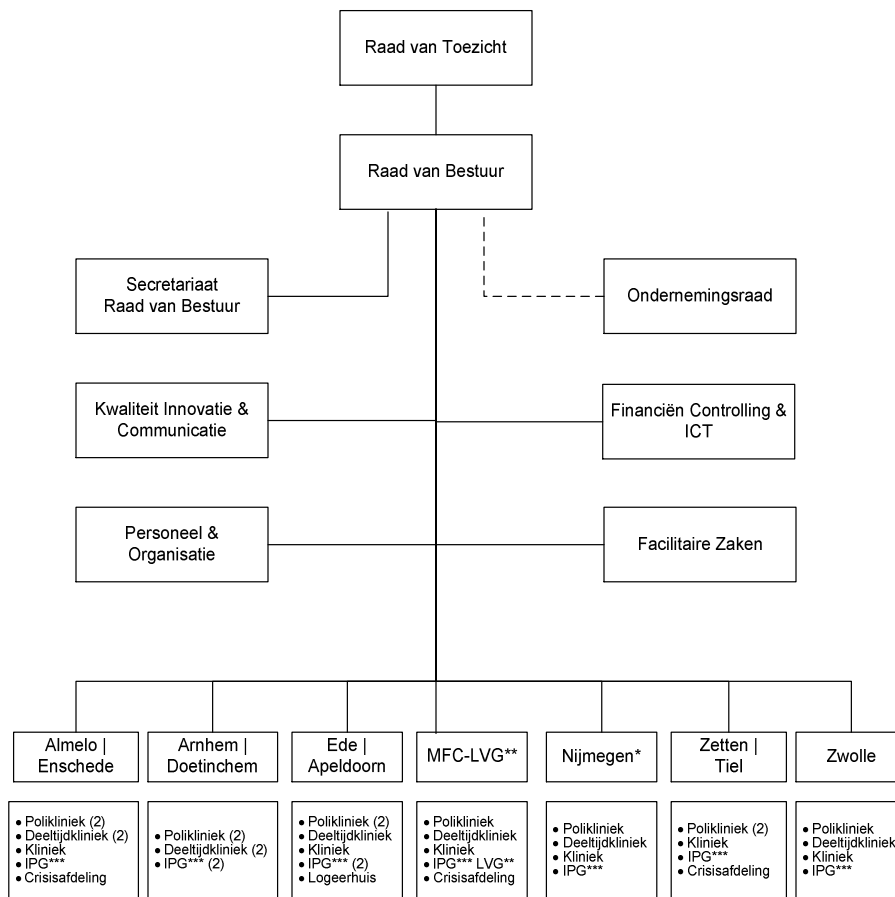 Raad van Toezicht
Raad van Bestuur
Secretariaat
Raad van Bestuur
Ondernemingsraad
Kwaliteit Innovatie &
Communicatie
Financiën Controlling &
ICT
Personeel &
Organisatie
Facilitaire Zaken
Almelo |
Enschede
Arnhem |
Doetinchem
Ede |
Apeldoorn
MFC-LVG**
Nijmegen*
Zetten |
Tiel
Zwolle
• Polikliniek (2)
• Deeltijdkliniek (2)
• Kliniek
• IPG***
• Crisisafdeling
• Polikliniek (2)
• Deeltijdkliniek (2)
• IPG*** (2)
• Polikliniek (2)
• Deeltijdkliniek
• Kliniek
• IPG*** (2)
• Logeerhuis
• Polikliniek
• Deeltijdkliniek
• Kliniek
• IPG*** LVG**
• Crisisafdeling
• Polikliniek
• Deeltijdkliniek
• Kliniek
• IPG***
• Polikliniek (2)
• Kliniek
• IPG***
• Crisisafdeling
• Polikliniek
• Deeltijdkliniek
• Kliniek
• IPG***